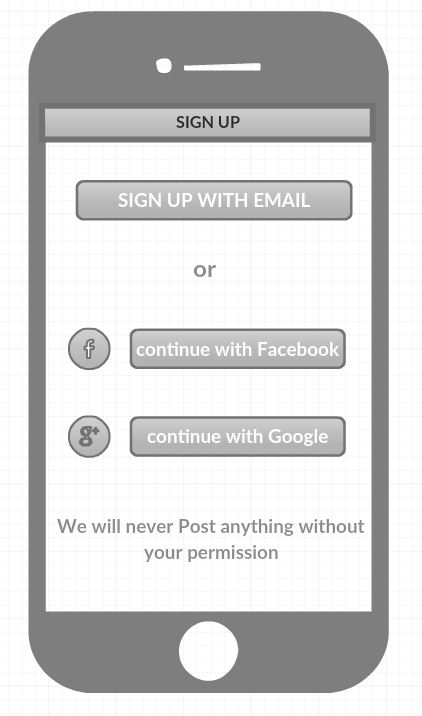 SIGN UP
SIGN UP WITH EMAIL
or
f
continue with Facebook
g+
continue with Google
We will never Post anything without
your permission